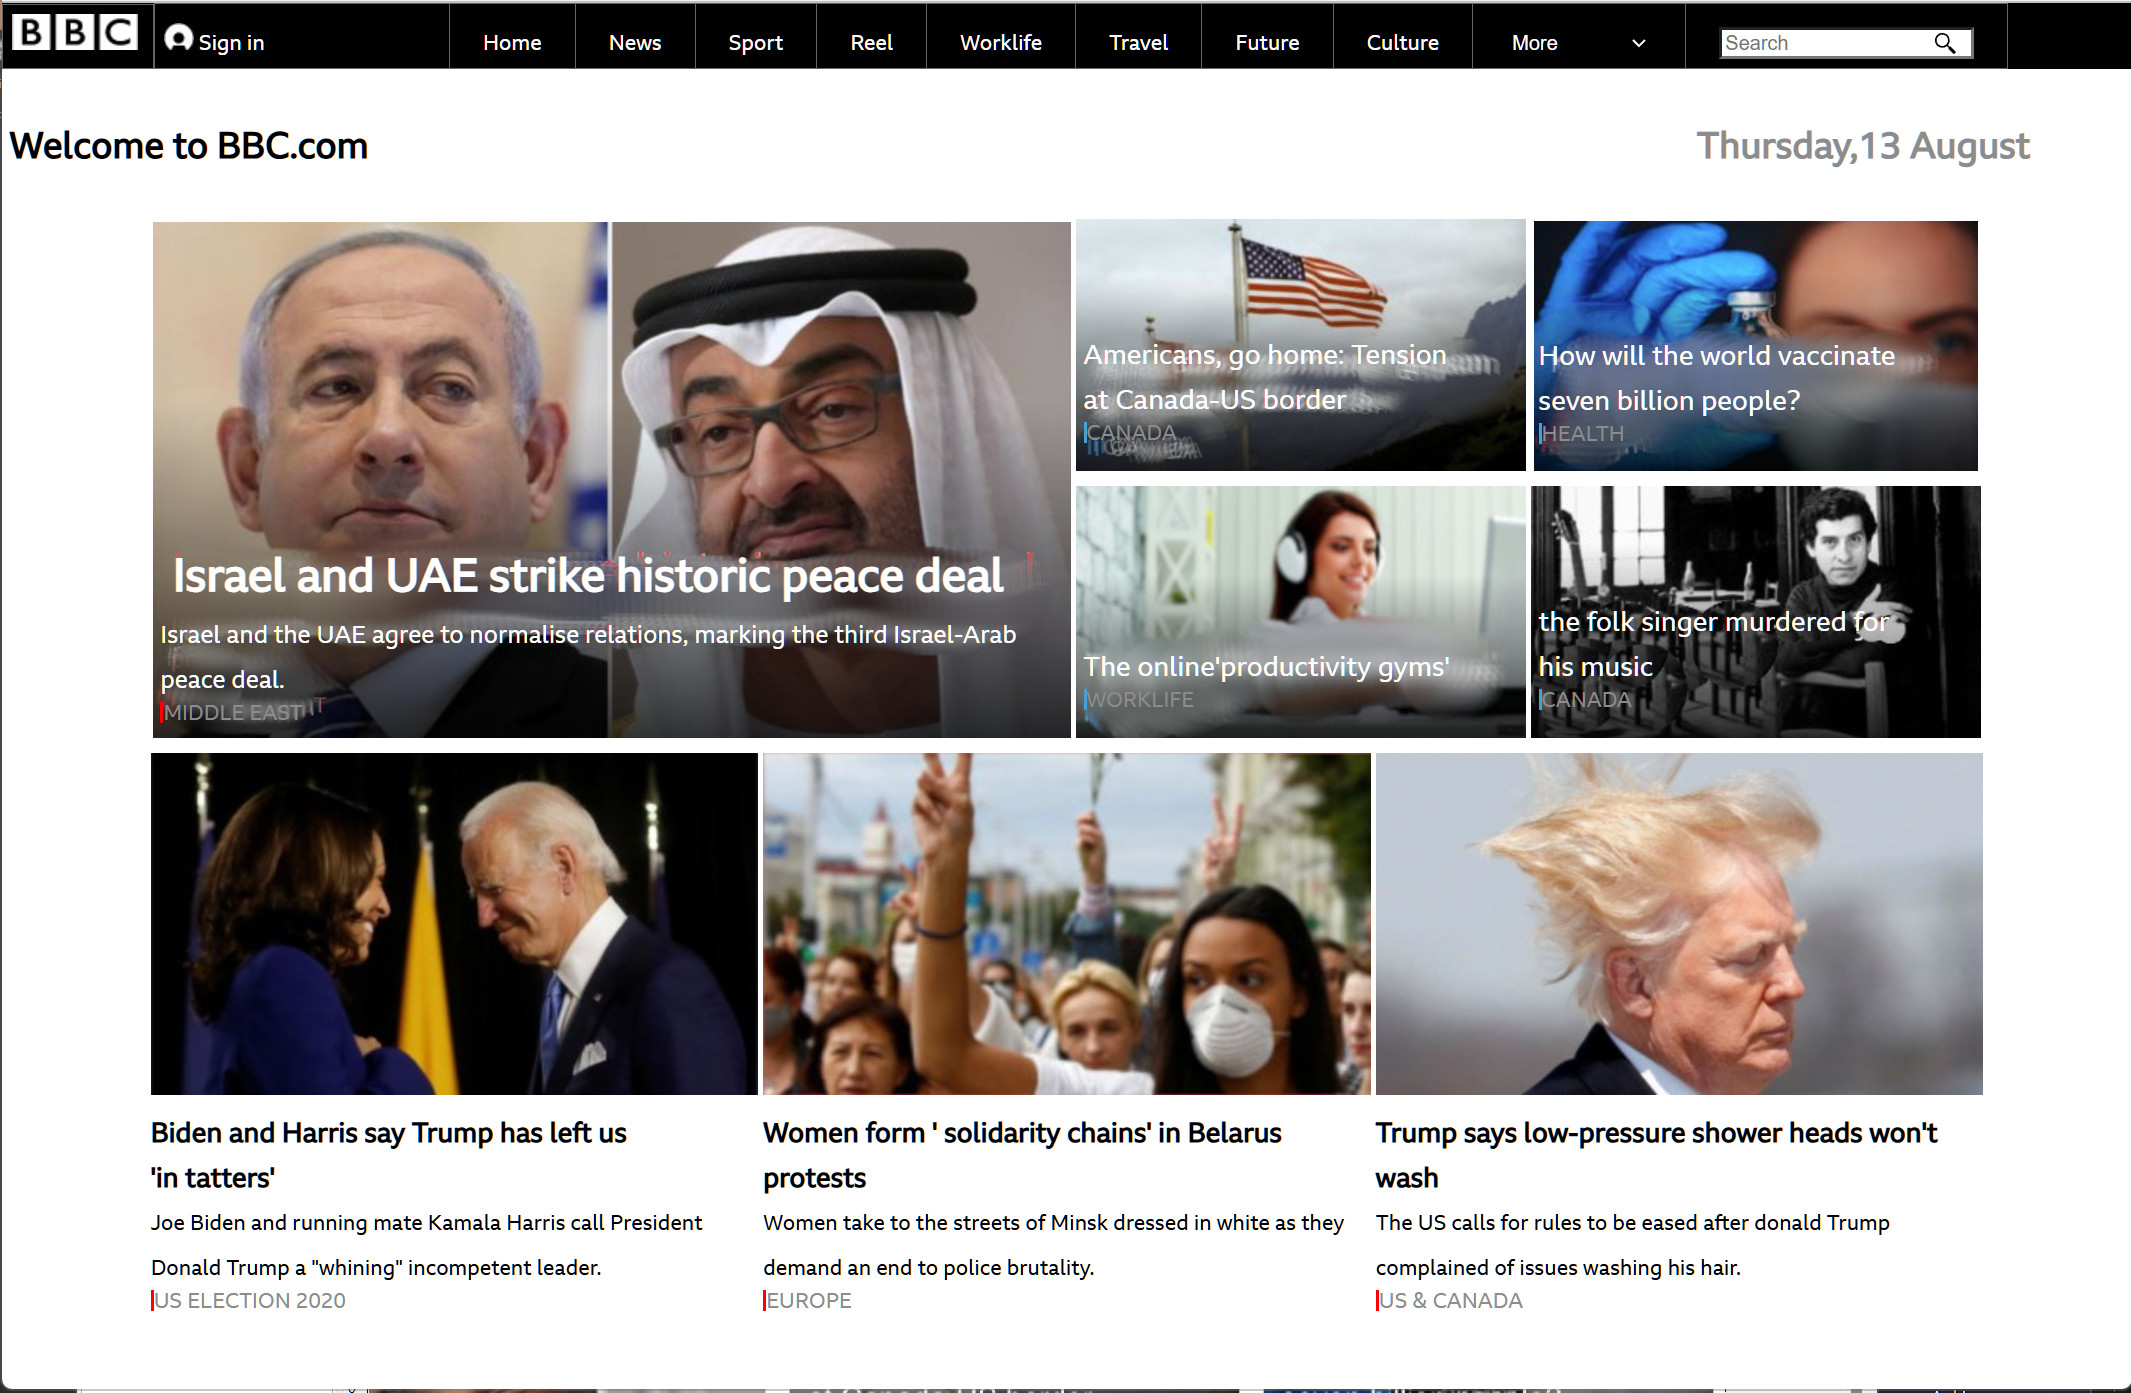 BBC
Sign in
Home
News
Sport
Reel
Worklife
Travel
Future
Culture
More
Search
Welcome to BBC.com
Thursday,13 August
Israel and UAE strike historic peace deal
Israel and the UAE agree to normalise relations, marking the third Israel-Arab
peace deal.
MIDDLE EAST
Americans, go home: Tension
at Canada-US border
CANADA
How will the world vaccinate
seven billion people?
HEALTH
The online'productivity gyms'
WORKLIFE
the folk singer murdered for
his music
CANADA
Biden and Harris say Trump has left us
'in tatters'
Joe Biden and running mate Kamala Harris call President
Donald Trump a "whining" incompetent leader.
US ELECTION 2020
Women form ' solidarity chains' in Belarus
protests
Women take to the streets of Minsk dressed in white as they
demand an end to police brutality.
EUROPE
Trump says low-pressure shower heads won't
wash
The US calls for rules to be eased after donald Trump
complained of issues washing his hair.
US & CANADA